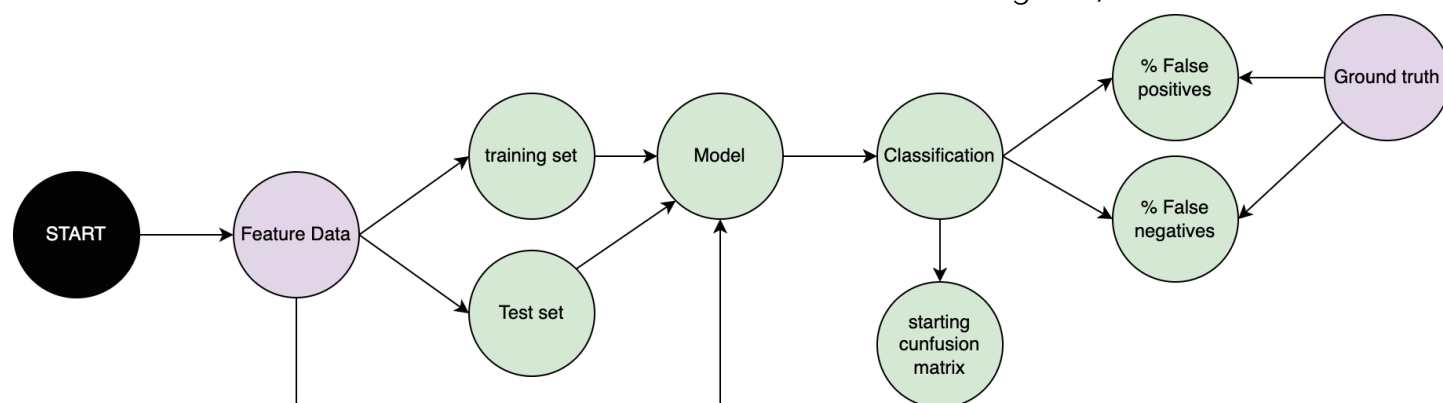 % False
positives
Ground truth
training set
Model
Classification
START
Feature Data
% False
negatives
Test set
starting
cunfusion
matrix